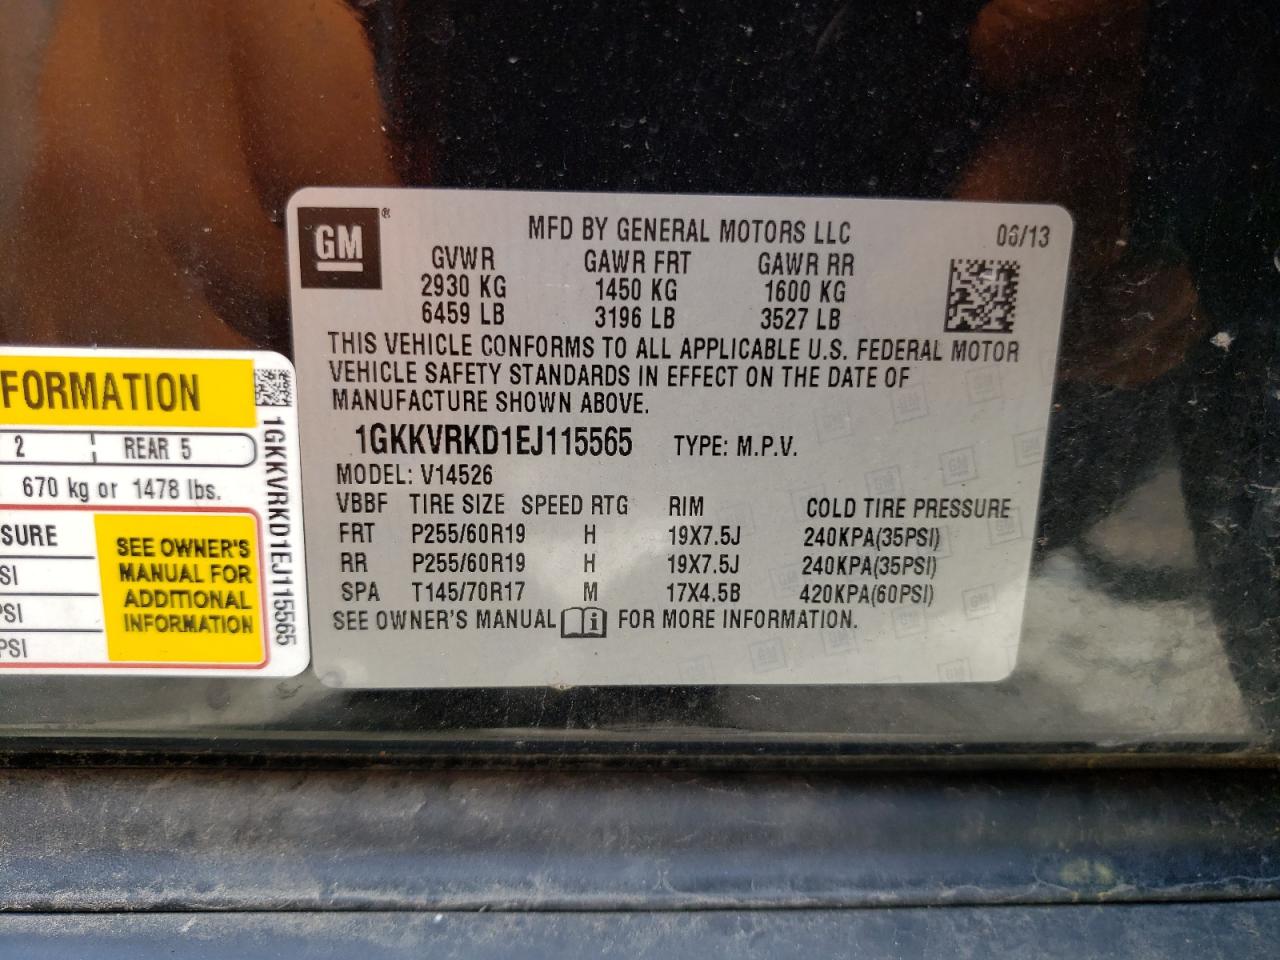 GM ®
MFD BY GENERAL MOTORS LLC 06/13
GVWR GAWR FRT GAWR RR
2930 KG 1450 KG 1600 KG
6459 LB 3196 LB 3527 LB
THIS VEHICLE CONFORMS TO ALL APPLICABLE U.S. FEDERAL MOTOR
VEHICLE SAFETY STANDARDS IN EFFECT ON THE DATE OF
MANUFACTURE SHOWN ABOVE.
1GKKVRKD1EJ115565 TYPE: M.P.V.
MODEL: V14526
VBBF TIRE SIZE SPEED RTG RIM COLD TIRE PRESSURE
FRT P255/60R19 H 19X7.5J 240KPA(35PSI)
RR P255/60R19 H 19X7.5J 240KPA(35PSI)
SPA T145/70R17 M 17X4.5B 420KPA(60PSI)
SEE OWNER'S MANUAL i FOR MORE INFORMATION.
FORMATION
2 REAR 5
670 kg or 1478 lbs.
SURE
SI
PSI
PSI
SEE OWNER'S
MANUAL FOR
ADDITIONAL
INFORMATION
1GKKVRKD1EJ115565